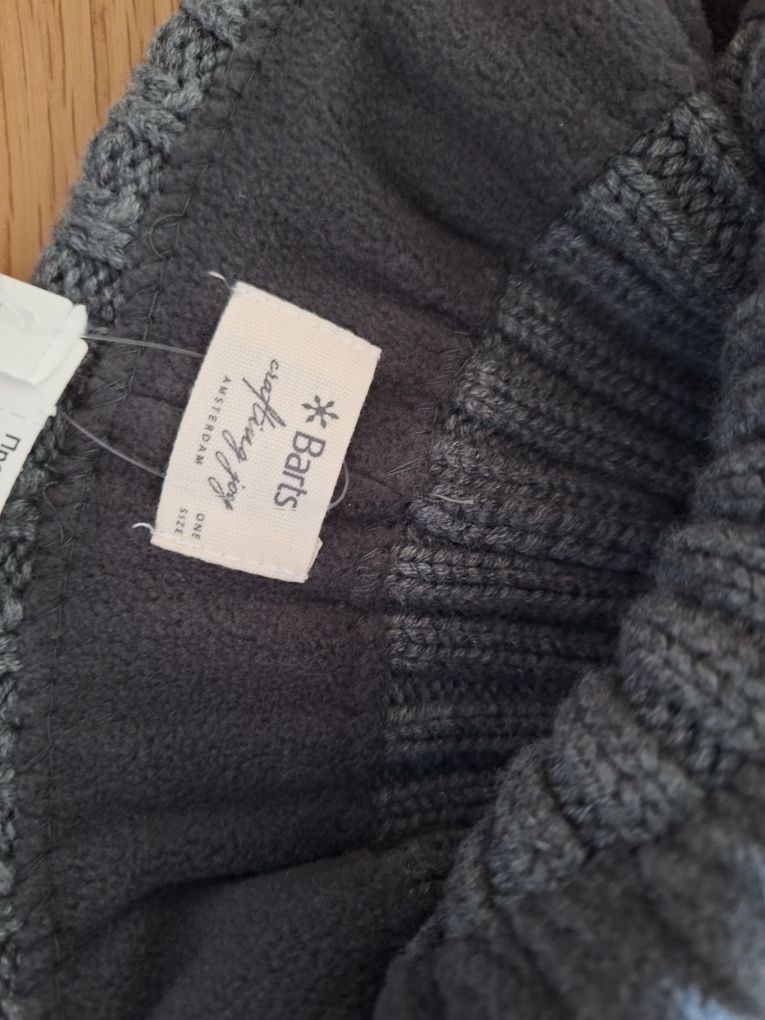 Barts
crafting joy
AMSTERDAM
ONE
SIZE